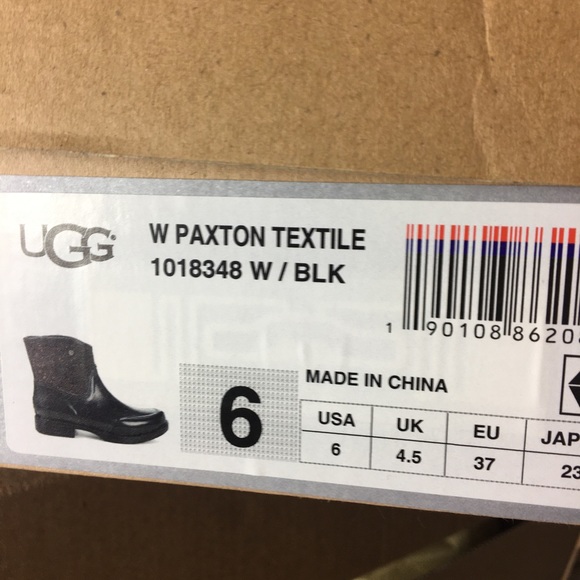 UGG
W PAXTON TEXTILE
1018348 W / BLK
1 90108 8620
6
MADE IN CHINA
USA UK EU JAP
6 4.5 37 23